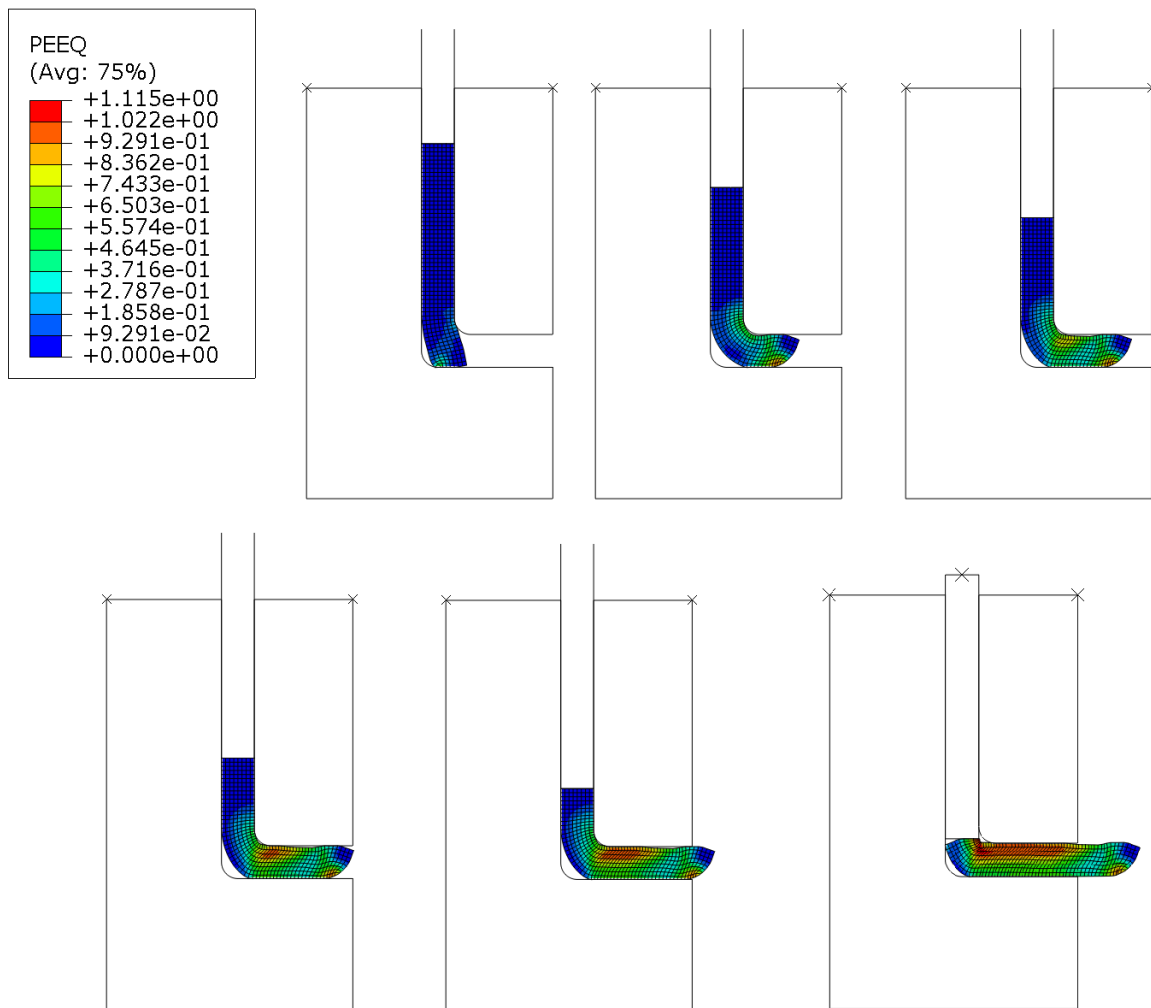 PEEQ
(Avg: 75%)
+1.115e+00
+1.022e+00
+9.291e-01
+8.362e-01
+7.433e-01
+6.503e-01
+5.574e-01
+4.645e-01
+3.716e-01
+2.787e-01
+1.858e-01
+9.291e-02
+0.000e+00